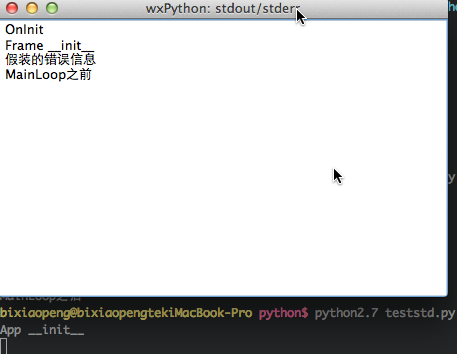 wxPython: stdout/stderr
OnInit
Frame __init__
假装的错误信息
MainLoop之前
MainLoop之后
bixiaopeng@bixiaopengtekiMacBook-Pro python$ python2.7 teststd.py
App __init__